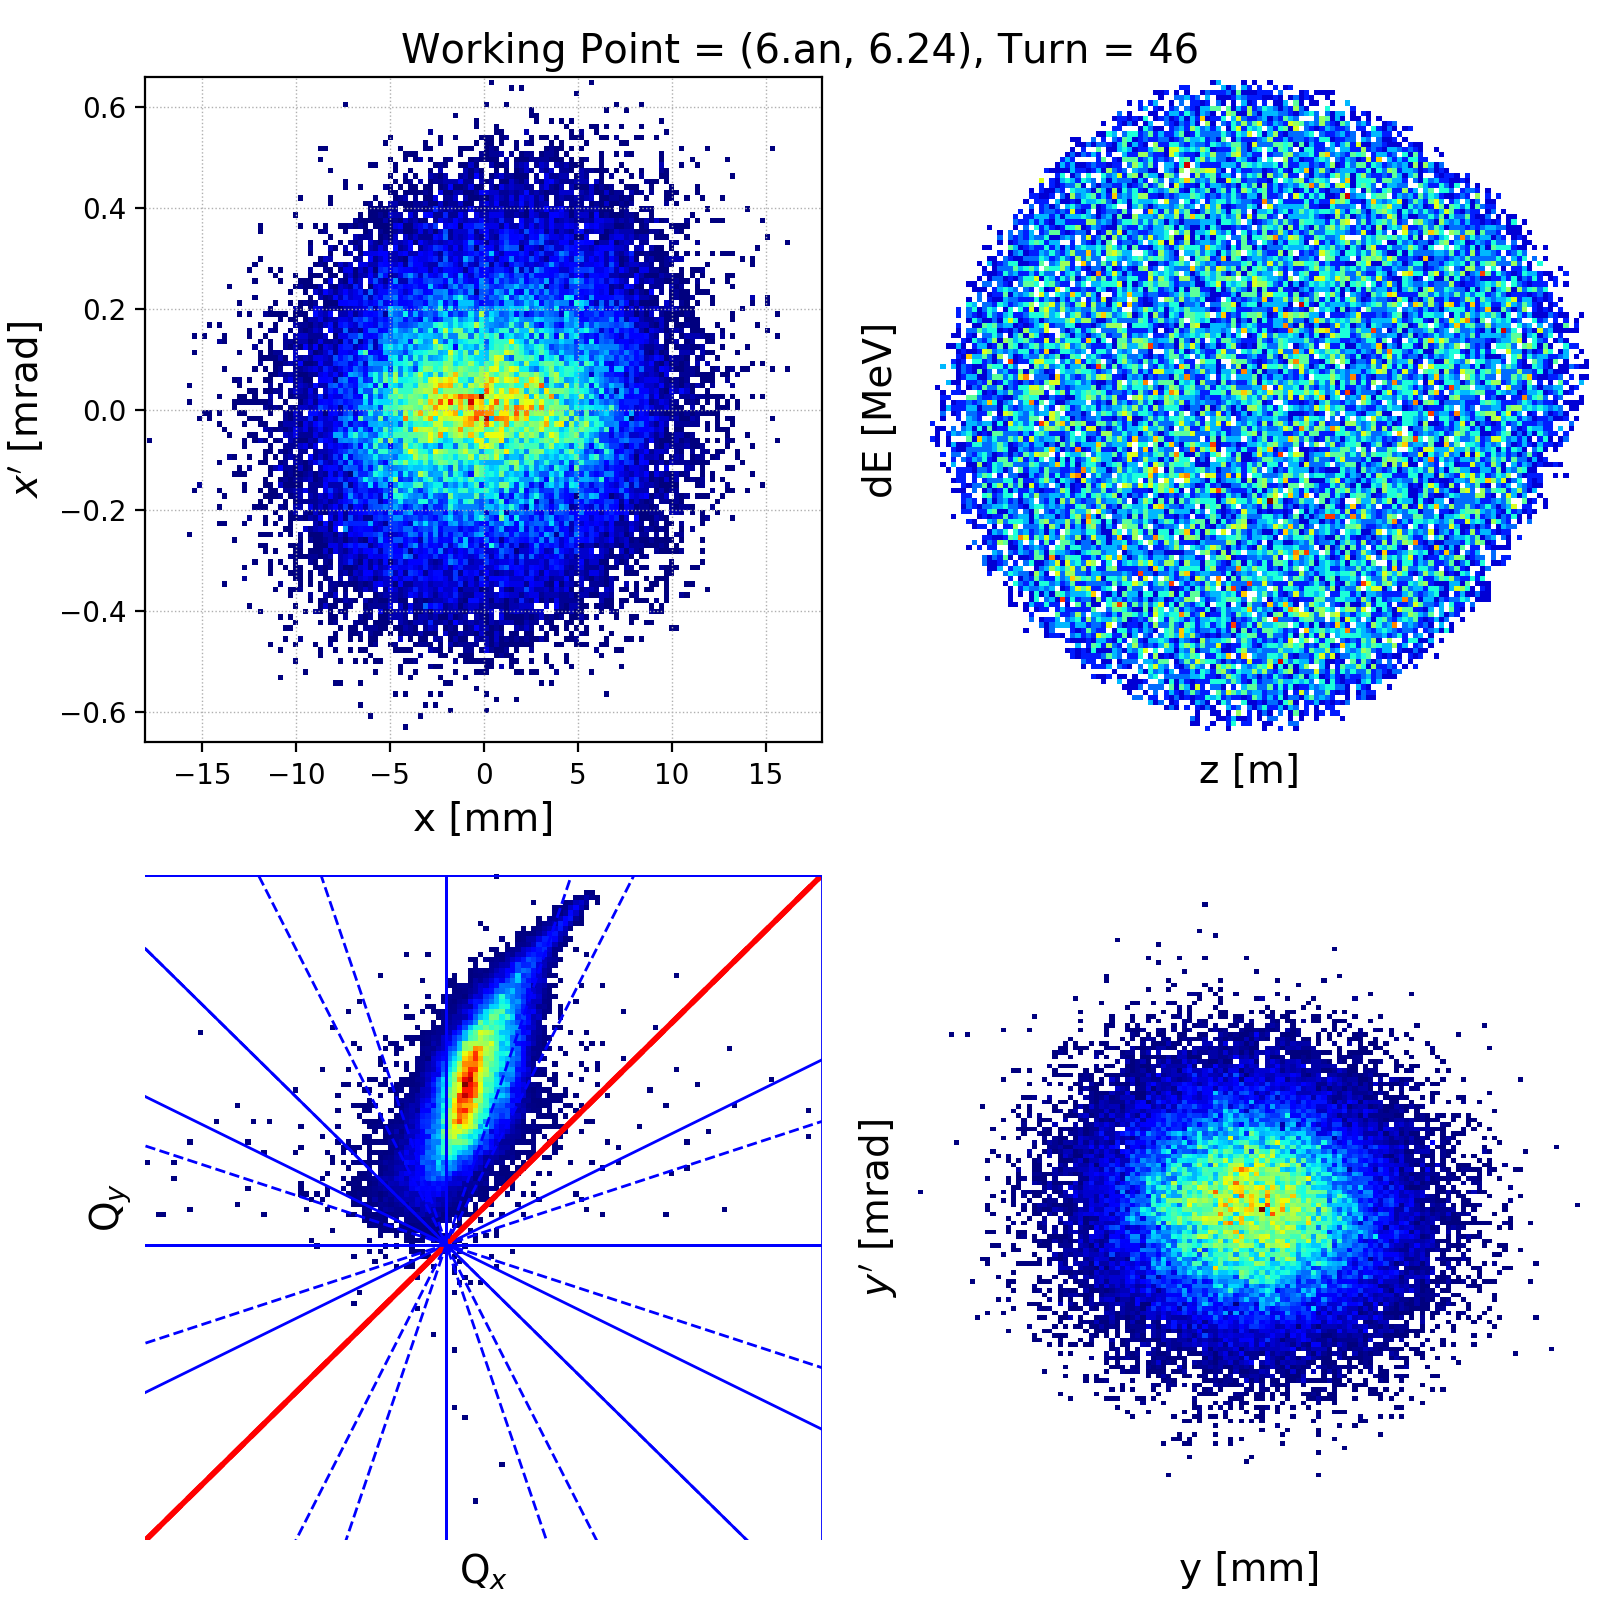 Working Point = (6.an, 6.24), Turn = 46
0.6
0.4
0.2
0.0
−0.2
−0.4
−0.6
x′ [mrad]
−15 −10 −5 0 5 10 15
x [mm]
dE [MeV]
z [m]
Qy
Qx
y′ [mrad]
y [mm]